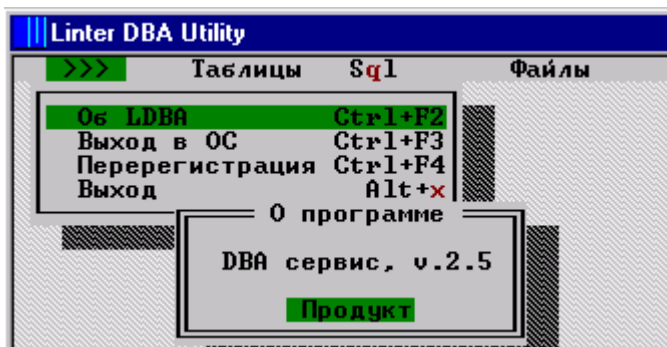 Linter DBA Utility
>>> Таблицы Sql Файлы
Об LDBA Ctrl+F2
Выход в ОС Ctrl+F3
Перерегистрация Ctrl+F4
Выход Alt+x
О программе
DBA сервис, v.2.5
Продукт